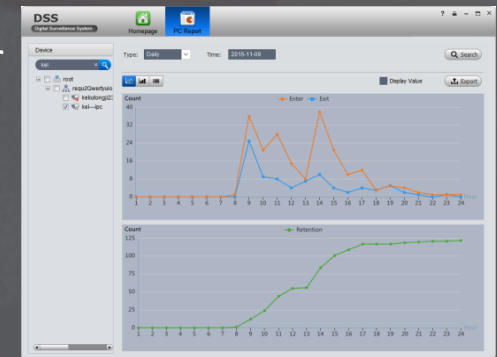 DSS
Digital Surveillance System
Homepage
PC Report
Device
kai
root
Type: Daily
Time: 2015-11-09
Search
Display Value
Export
kai---ipc
Count
Enter
Exit
40
32
24
16
8
1 2 3 4 5 6 7 8 9 10 11 12 13 14 15 16 17 18 19 20 21 22 23 24
Hour
Count
Retention
125
100
75
50
25
0
1 2 3 4 5 6 7 8 9 10 11 12 13 14 15 16 17 18 19 20 21 22 23 24
Hour